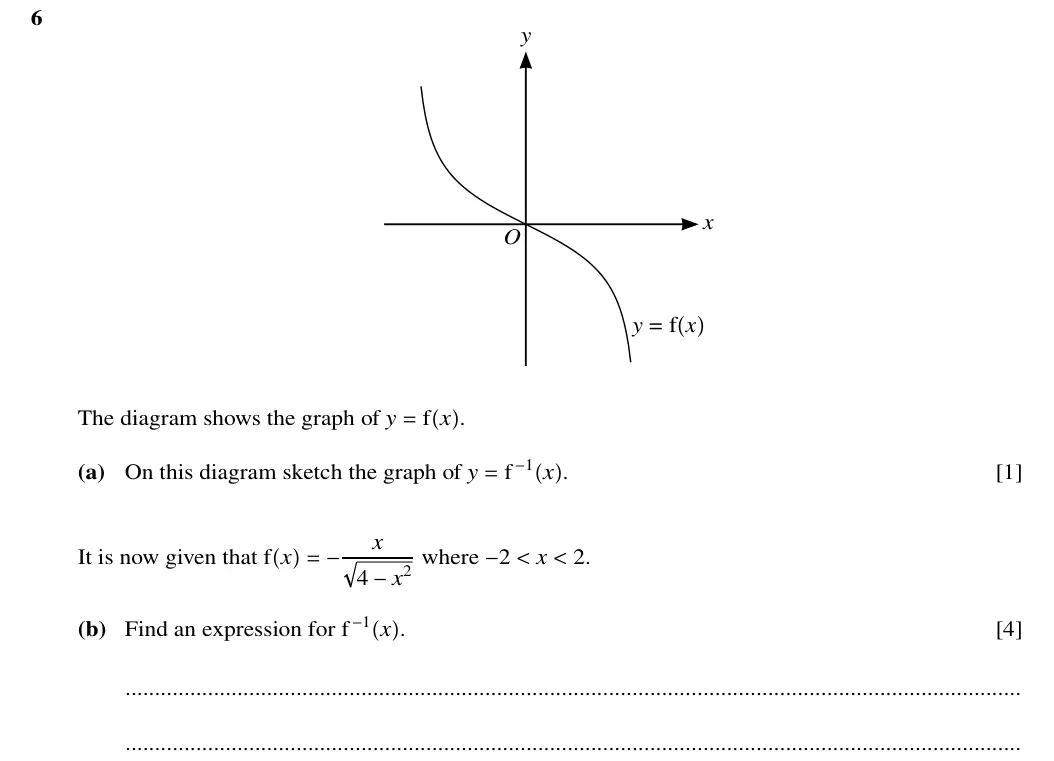 6
y
x
O
y = f(x)
The diagram shows the graph of y = f(x).
(a) On this diagram sketch the graph of y = f⁻¹(x). [1]
It is now given that f(x) = −x/√(4 − x²) where −2 < x < 2.
(b) Find an expression for f⁻¹(x). [4]